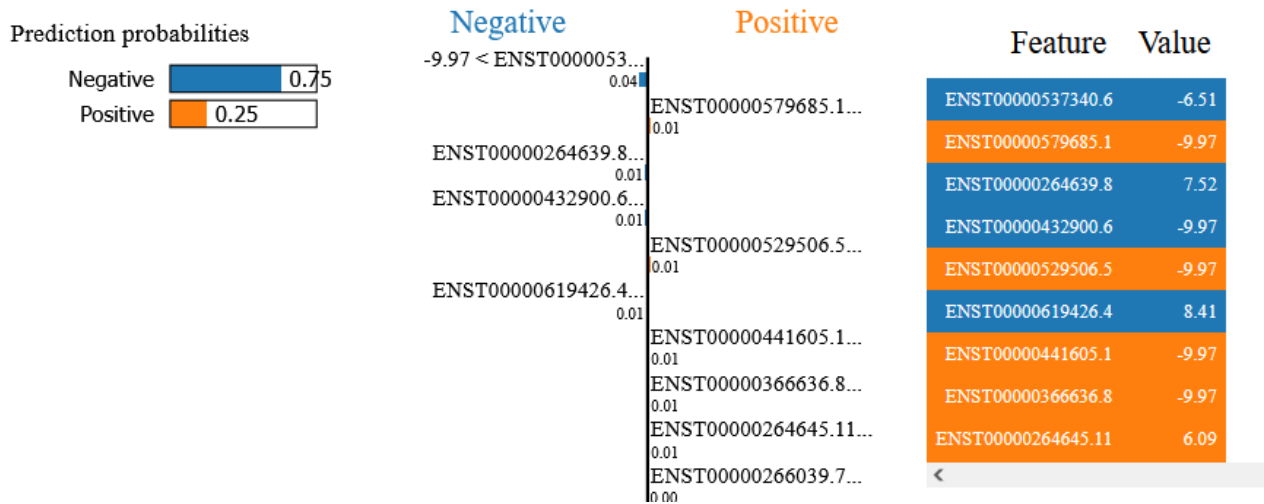 Prediction probabilities
Negative 0.75
Positive 0.25
Negative Positive
-9.97 < ENST0000053...
0.04
ENST00000579685.1...
0.01
ENST00000264639.8...
0.01
ENST00000432900.6...
0.01
ENST00000529506.5...
0.01
ENST00000619426.4...
0.01
ENST00000441605.1...
0.01
ENST00000366636.8...
0.01
ENST00000264645.11...
0.01
ENST00000266039.7...
0.00
Feature Value
ENST00000537340.6 -6.51
ENST00000579685.1 -9.97
ENST00000264639.8 7.52
ENST00000432900.6 -9.97
ENST00000529506.5 -9.97
ENST00000619426.4 8.41
ENST00000441605.1 -9.97
ENST00000366636.8 -9.97
ENST00000264645.11 6.09